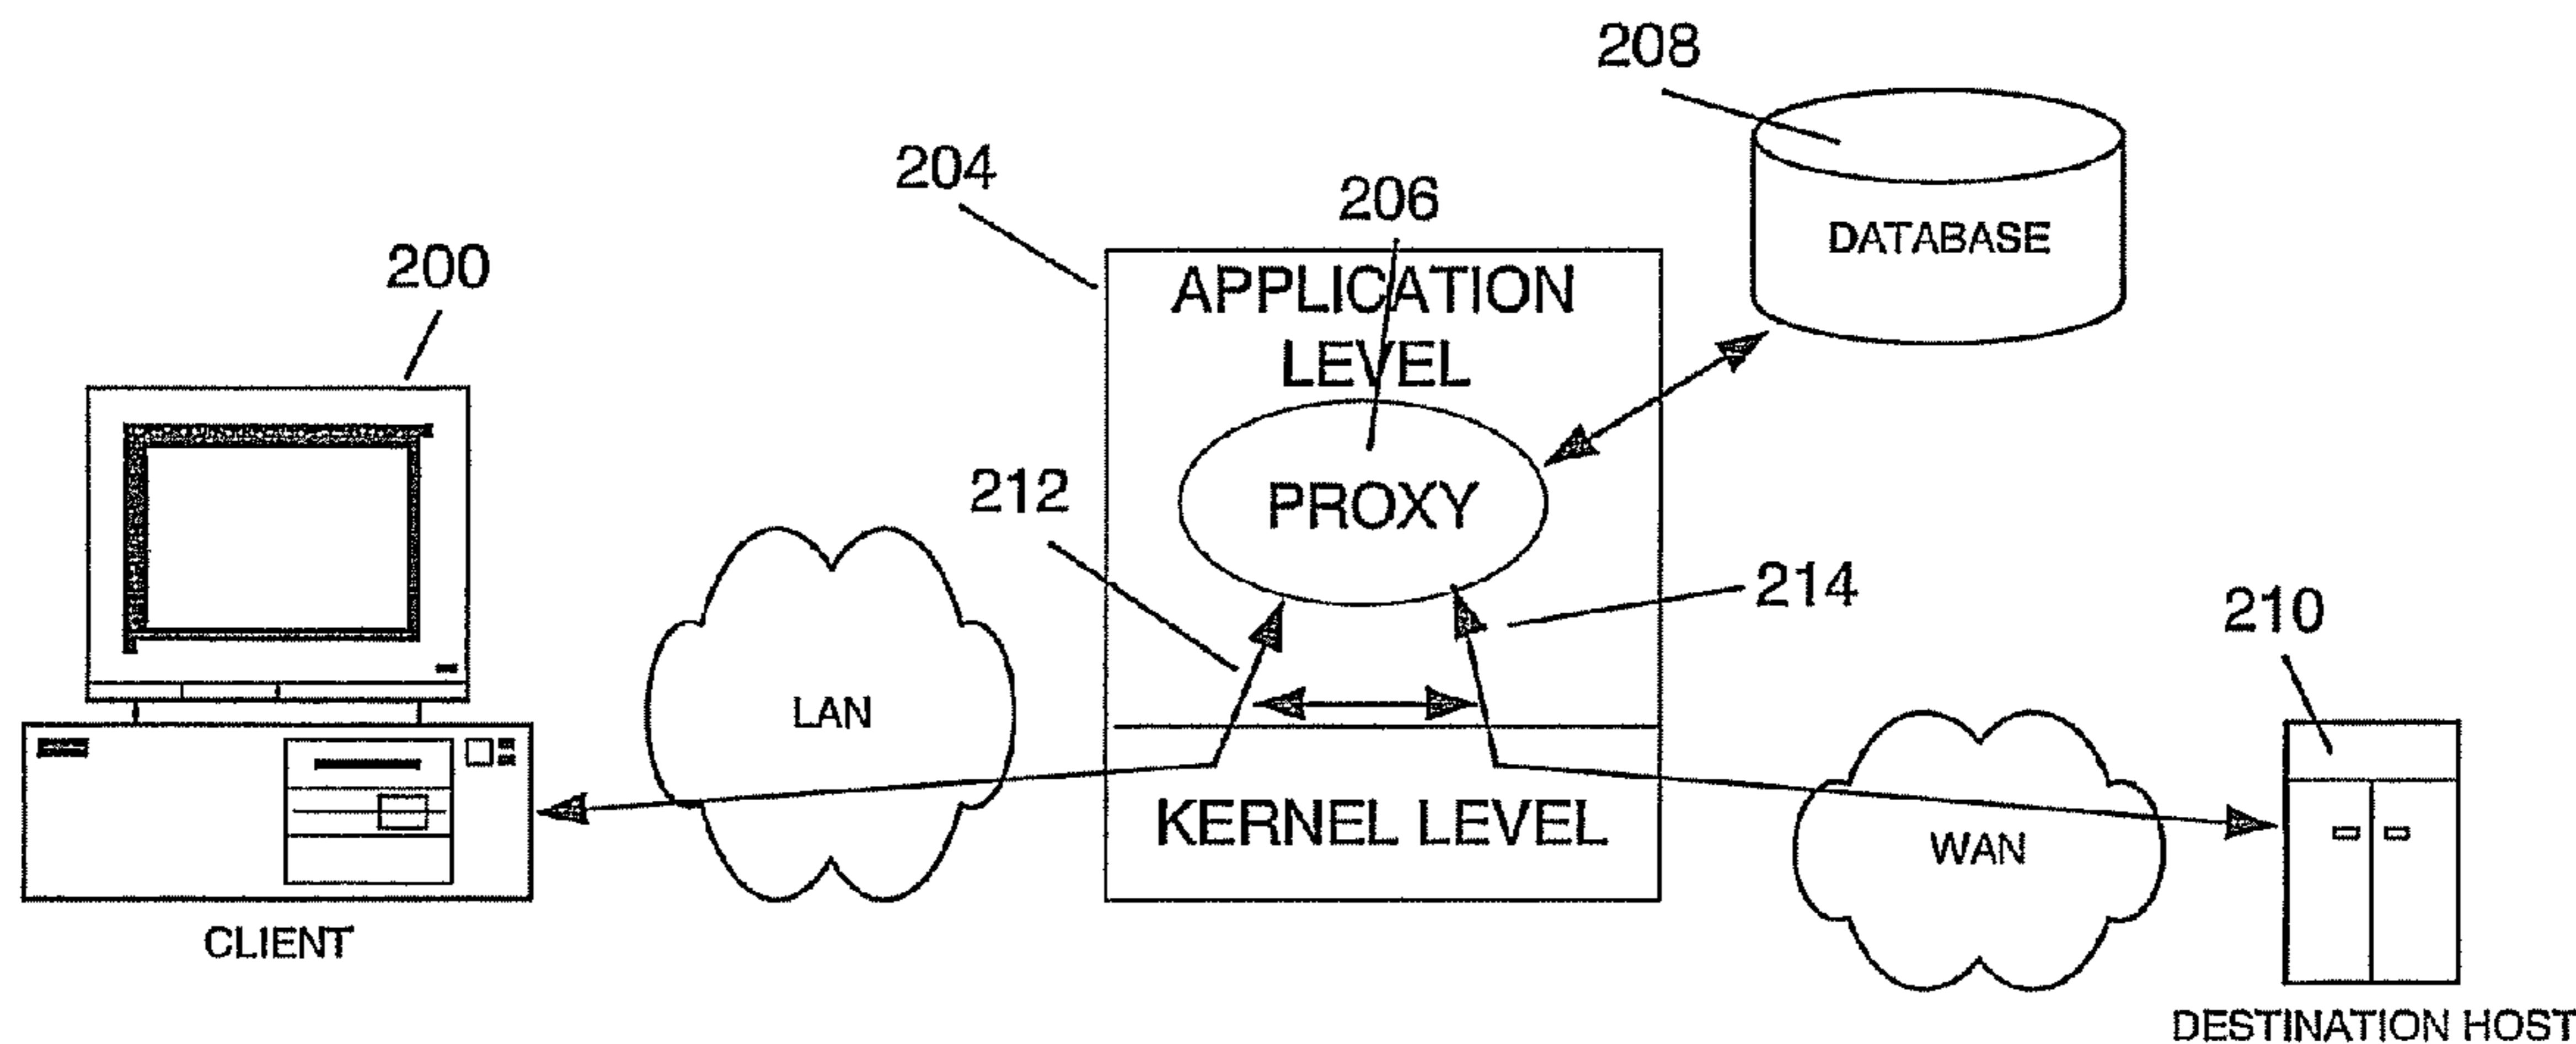 208
204
206
DATABASE
200
APPLICATION
LEVEL
212
PROXY
214
210
LAN
KERNEL LEVEL
WAN
CLIENT
DESTINATION HOST